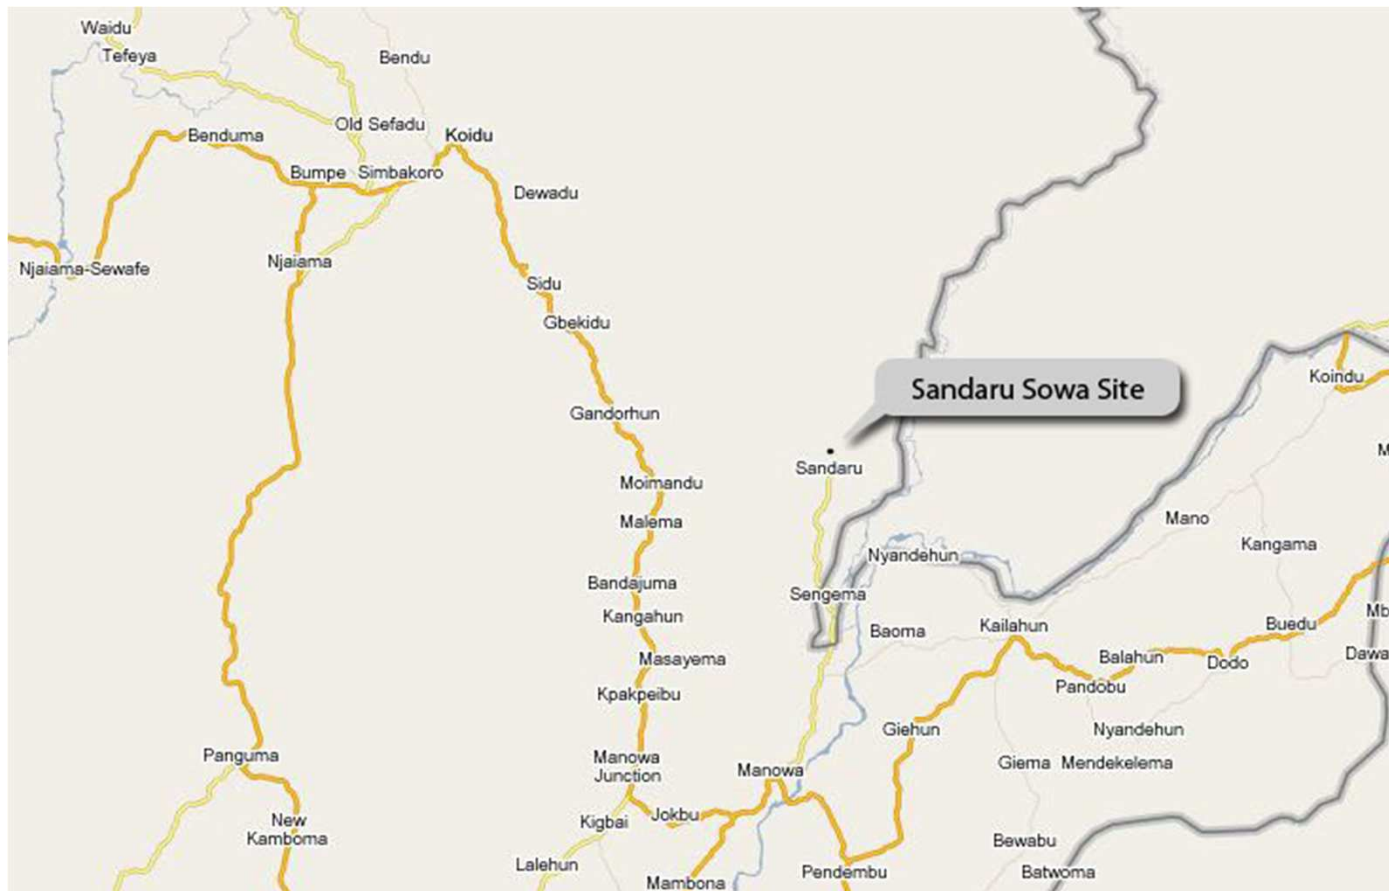 Waidu
Tefeya
Bendu
Old Sefadu
Benduma
Koidu
Bumpe
Simbakoro
Dewadu
Njaiama-Sewafe
Njaiama
Sidu
Gbekidu
Koindu
Sandaru Sowa Site
Gandorhun
Sandaru
M
Moimandu
Malema
Mano
Kangama
Nyandehun
Bandajuma
Sengema
Kangahun
Mb
Baoma
Kailahun
Buedu
Masayema
Balahun
Dodo
Dawa
Kpakpeibu
Pandobu
Giehun
Nyandehun
Panguma
Manowa
Junction
Manowa
Giema
Mendekelema
Jokbu
Kigbai
New
Kamboma
Bewabu
Lalehun
Mambona
Pendembu
Batwoma